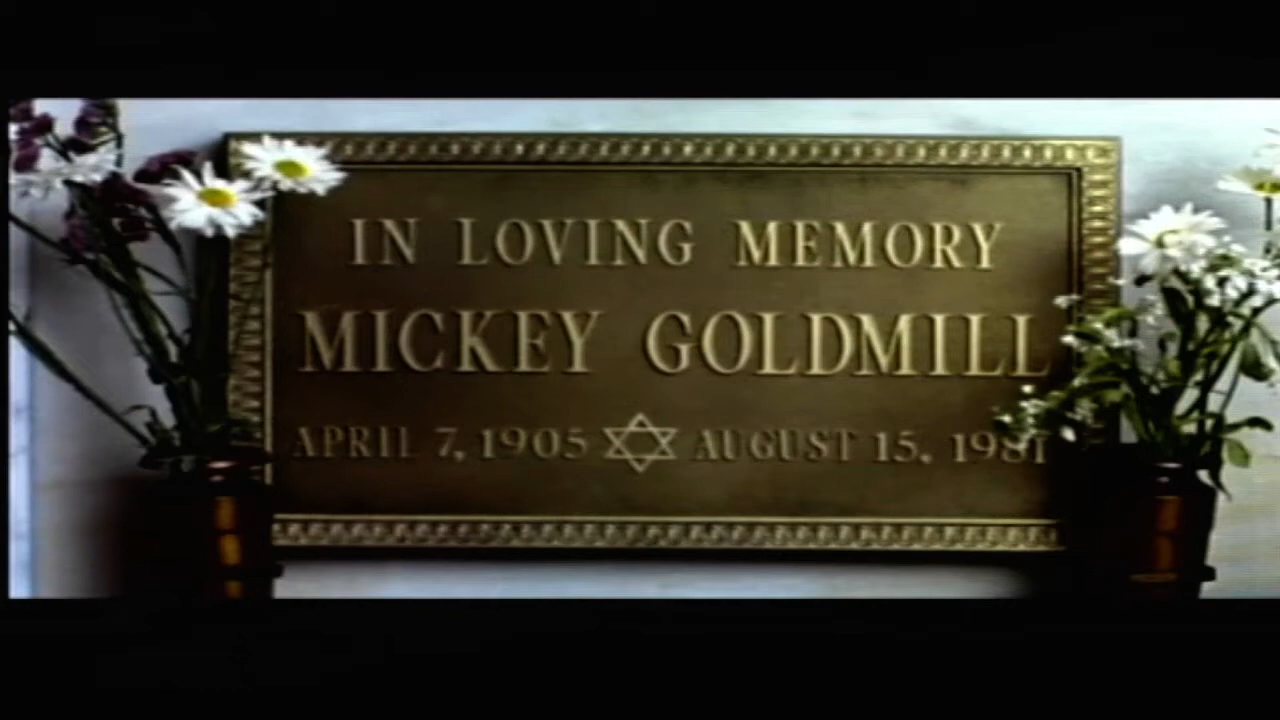 IN LOVING MEMORY
MICKEY GOLDMILL
APRIL 7, 1905 ✡ AUGUST 15, 1981